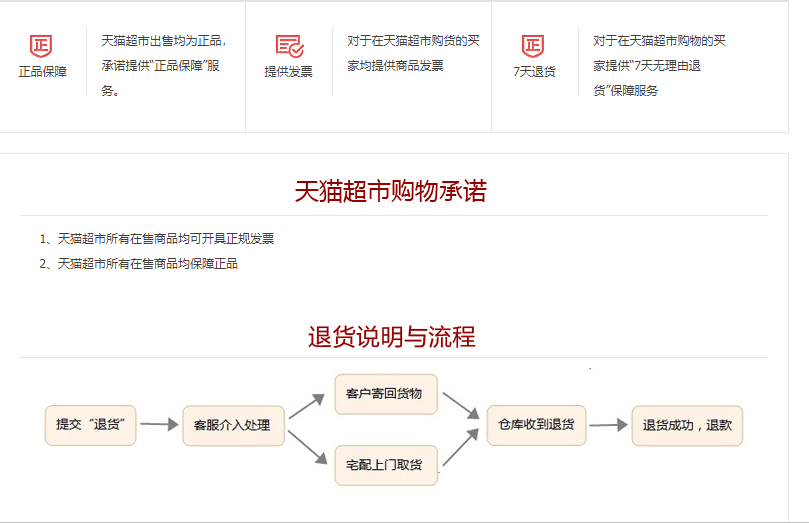 正
正品保障
天猫超市出售均为正品，
承诺提供“正品保障”服
务。
提供发票
对于在天猫超市购货的买
家均提供商品发票
正
7天退货
对于在天猫超市购物的买
家提供“7天无理由退
货”保障服务
天猫超市购物承诺
1、天猫超市所有在售商品均可开具正规发票
2、天猫超市所有在售商品均保障正品
退货说明与流程
提交“退货”
客服介入处理
客户寄回货物
宅配上门取货
仓库收到退货
退货成功，退款